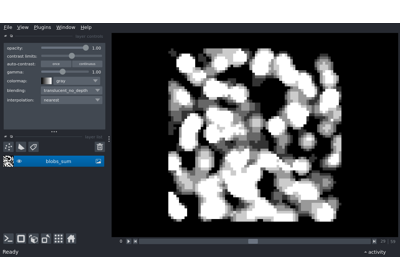 File View Plugins Window Help
opacity: 1.00
contrast limits:
auto-contrast: once continuous
gamma: 1.00
colormap: gray
blending: translucent_no_depth
interpolation: nearest
blobs_sum
Ready
activity